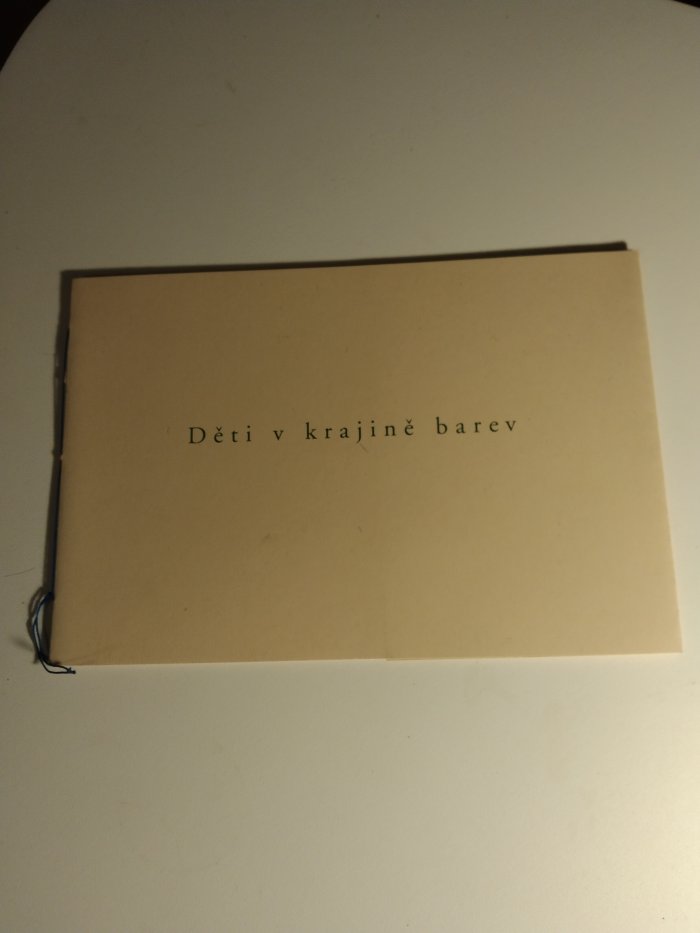 Děti v krajině barev